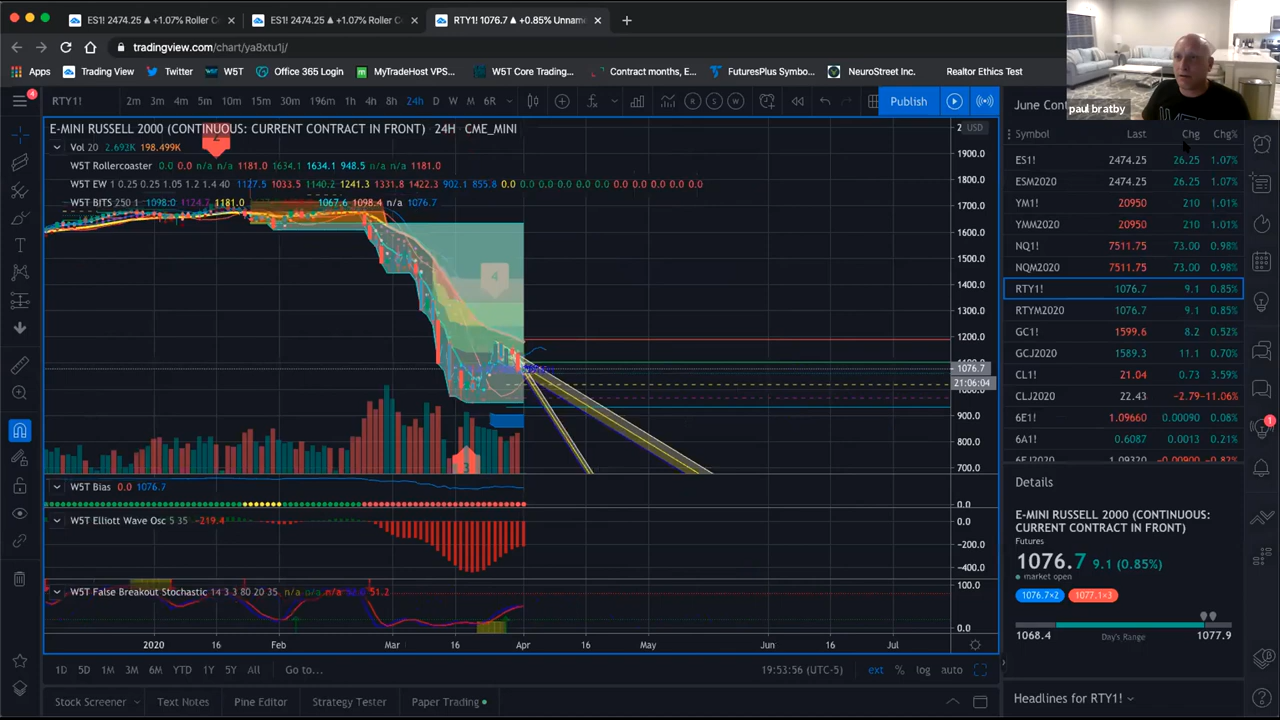 ES1! 2474.25 ▲ +1.07% Roller C
ES1! 2474.25 ▲ +1.07% Roller C
RTY1! 1076.7 ▲ +0.85% Unnam
tradingview.com/chart/ya8xtu1j/
Apps
Trading View
Twitter
W5T
Office 365 Login
MyTradeHost VPS...
W5T Core Trading...
Contract months, E...
FuturesPlus Symbo...
NeuroStreet Inc.
Realtor Ethics Test
paul bratby
4
RTY1!
2m 3m 4m 5m 10m 15m 30m 196m 1h 4h 8h 24h D W M 6R
Publish
June Con
E-MINI RUSSELL 2000 (CONTINUOUS: CURRENT CONTRACT IN FRONT) 24H CME_MINI
Vol 20 2.692K 198.499K
W5T Rollercoaster 0.0 0.0 n/a n/a 1181.0 1634.1 1634.1 948.5 n/a n/a 1181.0
W5T EW 1 0.25 0.25 1.05 1.2 1.4 40 1127.5 1033.5 1140.2 1241.3 1331.8 1422.3 902.1 855.8 0.0 0.0 0.0 0.0 0.0 0.0 0.0 0.0 0.0 0.0 0.0
W5T BITS 250 1 1098.0 1124.7 1181.0 1067.6 1098.4 n/a 1076.7
4
3
USD
1900.0
1800.0
1700.0
1600.0
1500.0
1400.0
1300.0
1200.0
1076.7
21:06:04
900.0
800.0
700.0
W5T Bias 0.0 1076.7
0.0
W5T Elliott Wave Osc 5 35 -219.4
0.0
-200.0
-400.0
W5T False Breakout Stochastic 14 3 3 80 20 35 n/a n/a n/a 51.2
100.0
0.0
2020 16 Feb Mar 16 Apr 16 May Jun Jul
1D 5D 1M 3M 6M YTD 1Y 5Y All Go to...
19:53:56 (UTC-5) ext % log auto
Stock Screener Text Notes Pine Editor Strategy Tester Paper Trading
Symbol Last Chg Chg%
ES1! 2474.25 26.25 1.07%
ESM2020 2474.25 26.25 1.07%
YM1! 20950 210 1.01%
YMM2020 20950 210 1.01%
NQ1! 7511.75 73.00 0.98%
NQM2020 7511.75 73.00 0.98%
RTY1! 1076.7 9.1 0.85%
RTYM2020 1076.7 9.1 0.85%
GC1! 1599.6 8.2 0.52%
GCJ2020 1589.3 11.1 0.70%
CL1! 21.04 0.73 3.59%
CLJ2020 22.43 -2.79 -11.06%
6E1! 1.09660 0.00090 0.08%
6A1! 0.6087 0.0013 0.21%
6EJ2020 1.09320 -0.00900 -0.82%
Details
E-MINI RUSSELL 2000 (CONTINUOUS:
CURRENT CONTRACT IN FRONT)
Futures
1076.7 9.1 (0.85%)
market open
1076.7×2 1077.1×3
1068.4 Day's Range 1077.9
Headlines for RTY1!